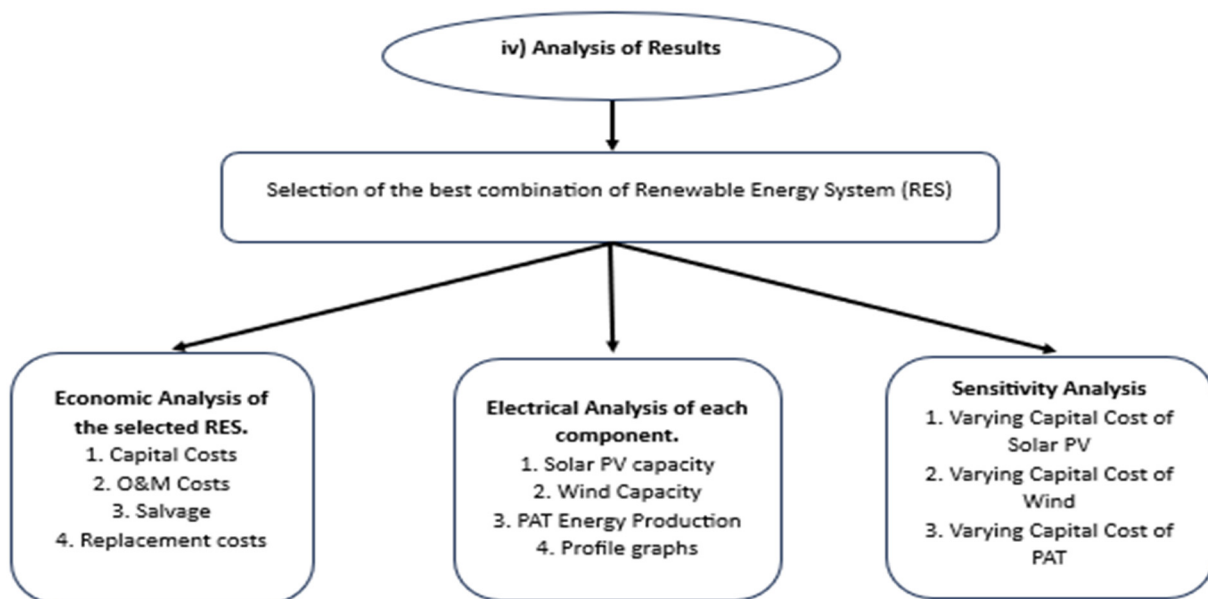 iv) Analysis of Results
Selection of the best combination of Renewable Energy System (RES)
Economic Analysis of
the selected RES.
1. Capital Costs
2. O&M Costs
3. Salvage
4. Replacement costs
Electrical Analysis of each
component.
1. Solar PV capacity
2. Wind Capacity
3. PAT Energy Production
4. Profile graphs
Sensitivity Analysis
1. Varying Capital Cost of
Solar PV
2. Varying Capital Cost of
Wind
3. Varying Capital Cost of
PAT